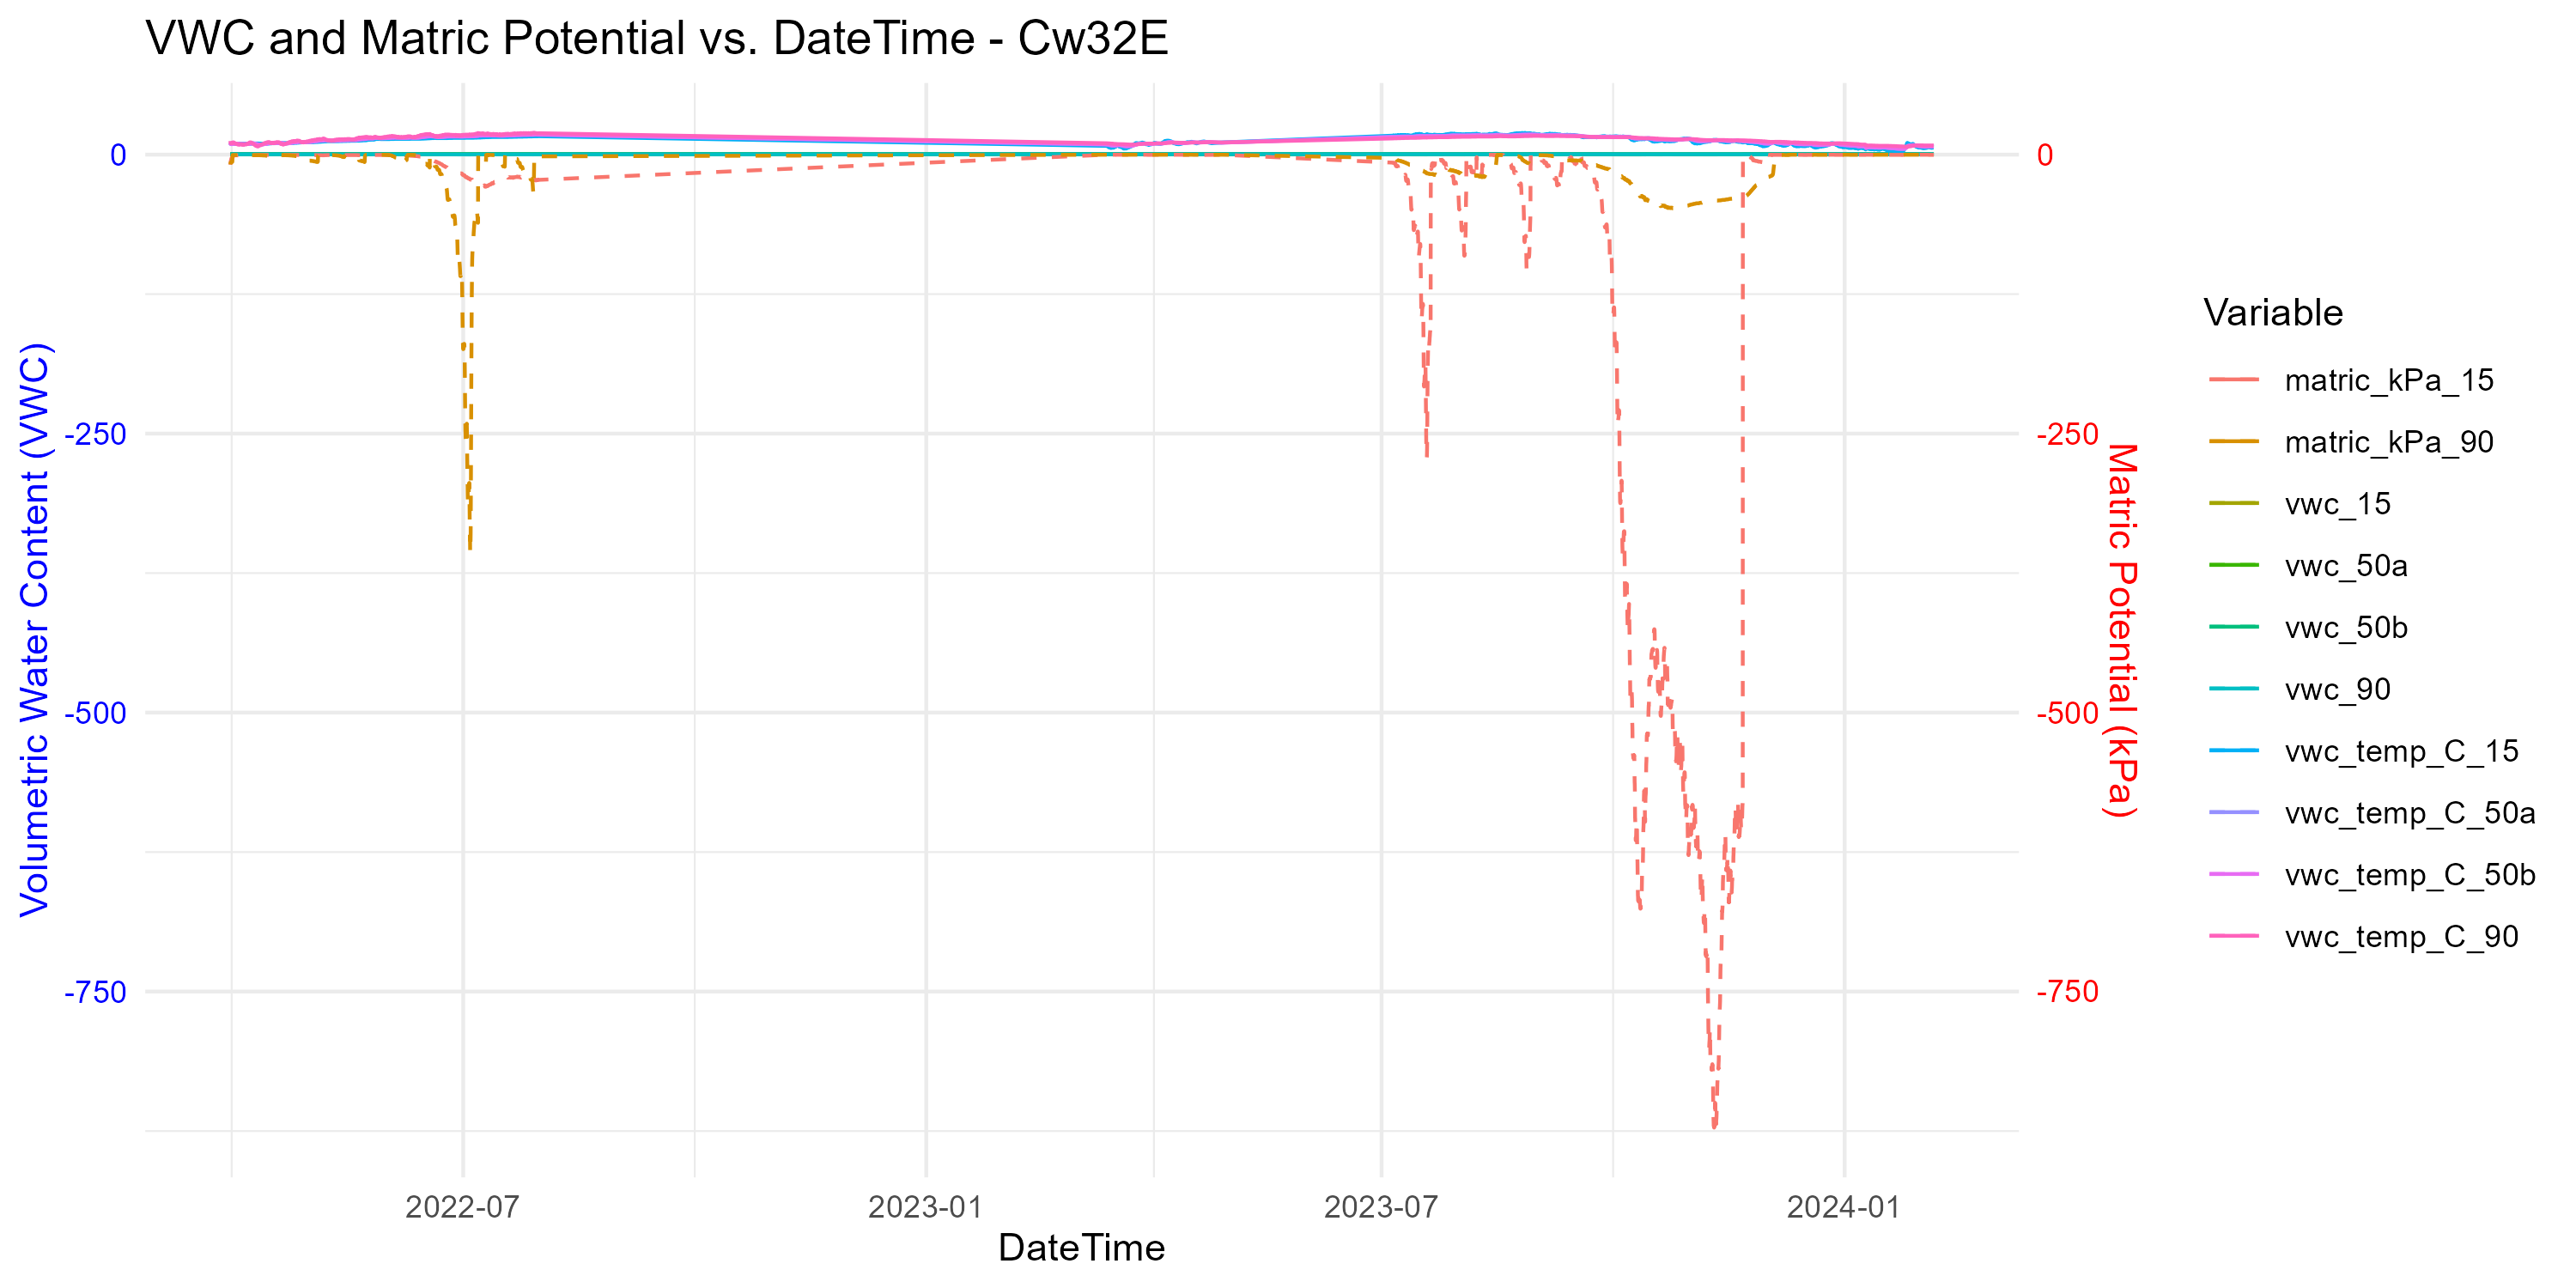 VWC and Matric Potential vs. DateTime - Cw32E
Volumetric Water Content (VWC)
0
-250
-500
-750
0
-250
-500
-750
Matric Potential (kPa)
2022-07
2023-01
2023-07
2024-01
DateTime
Variable
matric_kPa_15
matric_kPa_90
vwc_15
vwc_50a
vwc_50b
vwc_90
vwc_temp_C_15
vwc_temp_C_50a
vwc_temp_C_50b
vwc_temp_C_90